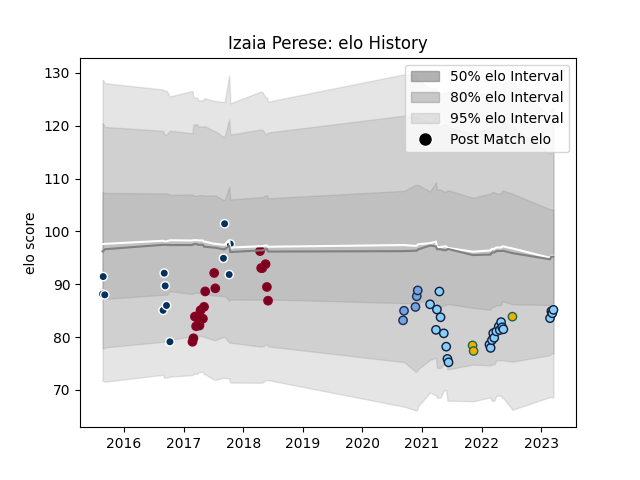 Izaia Perese: elo History
50% elo Interval
80% elo Interval
95% elo Interval
Post Match elo
elo score
130
120
110
100
90
80
70
2016
2017
2018
2019
2020
2021
2022
2023